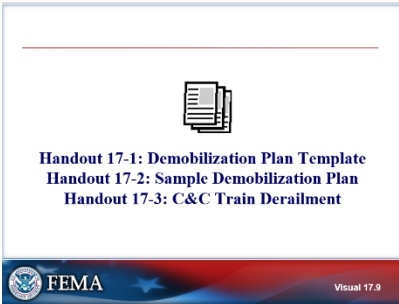 Handout 17-1: Demobilization Plan Template
Handout 17-2: Sample Demobilization Plan
Handout 17-3: C&C Train Derailment
FEMA
Visual 17.9